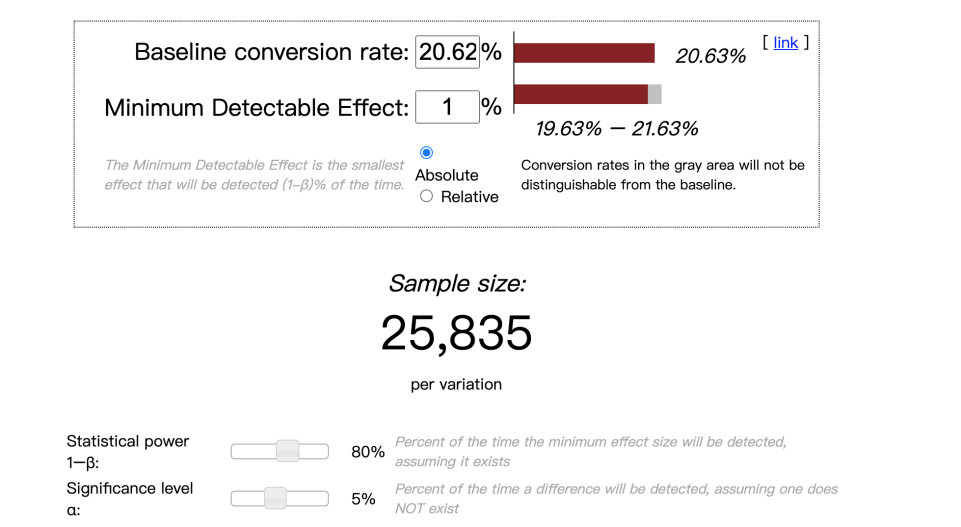 Baseline conversion rate: 20.62 % 20.63% [ link ]
Minimum Detectable Effect: 1 %
19.63% – 21.63%
The Minimum Detectable Effect is the smallest
effect that will be detected (1-β)% of the time.
Absolute
Relative
Conversion rates in the gray area will not be
distinguishable from the baseline.
Sample size:
25,835
per variation
Statistical power
1−β:
80%
Percent of the time the minimum effect size will be detected,
assuming it exists
Significance level
α:
5%
Percent of the time a difference will be detected, assuming one does
NOT exist